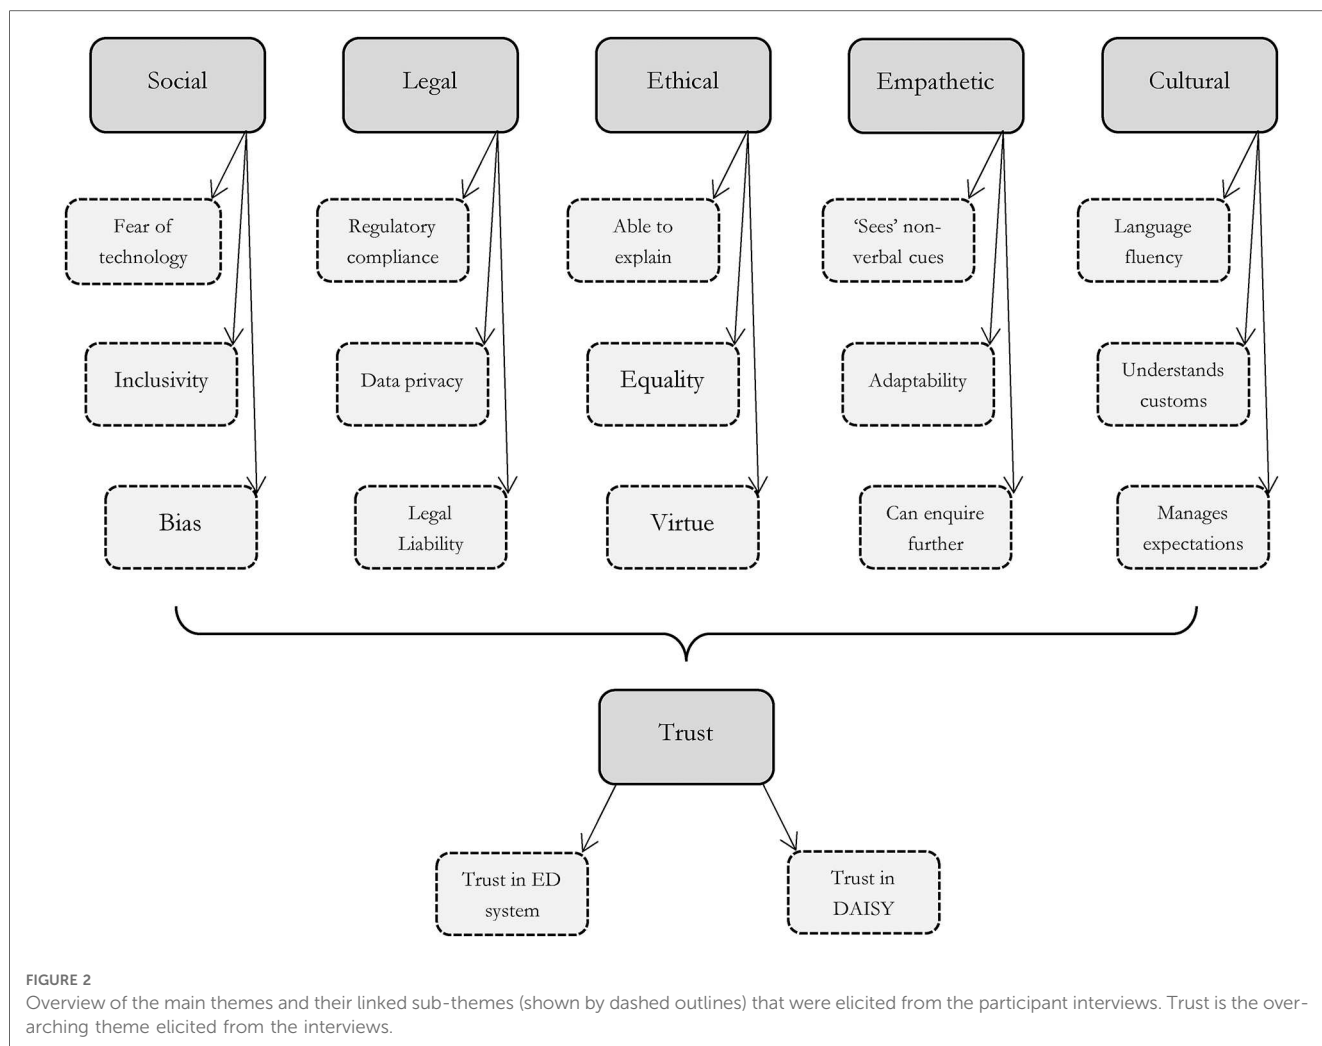 Social
Legal
Ethical
Empathetic
Cultural
Fear of
technology
Regulatory
compliance
Able to
explain
‘Sees’ non-
verbal cues
Language
fluency
Inclusivity
Data privacy
Equality
Adaptability
Understands
customs
Bias
Legal
Liability
Virtue
Can enquire
further
Manages
expectations
Trust
Trust in ED
system
Trust in
DAISY
FIGURE 2
Overview of the main themes and their linked sub-themes (shown by dashed outlines) that were elicited from the participant interviews. Trust is the over-
arching theme elicited from the interviews.